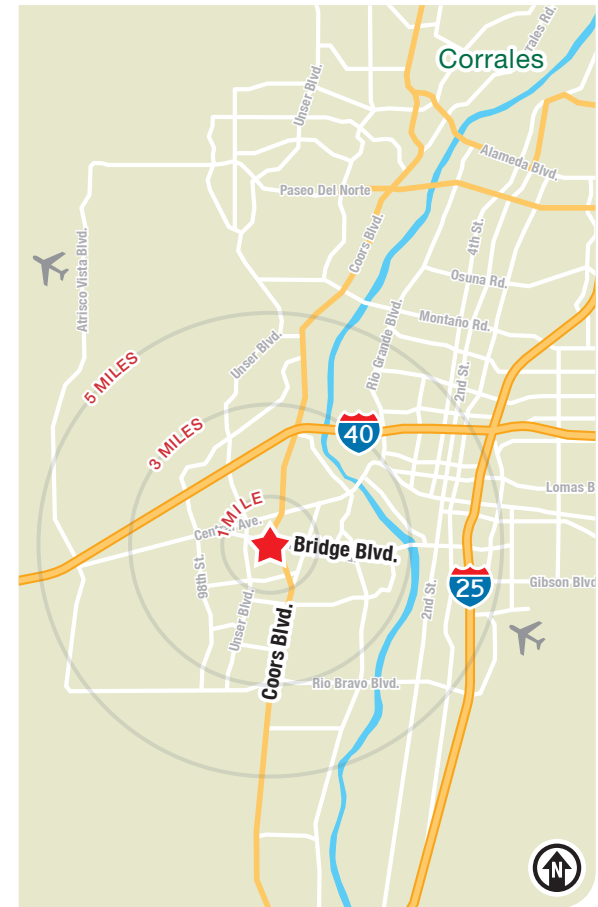 rales Rd.
Corrales
Unser Blvd.
Alameda Blvd.
Paseo Del Norte
Coors Blvd.
4th St.
Atrisco Vista Blvd.
Osuna Rd.
Rio Grande Blvd.
Montaño Rd.
Unser Blvd.
2nd St.
5 MILES
3 MILES
40
Lomas B
1 MILE
Central Ave.
Bridge Blvd.
98th St.
Unser Blvd.
2nd St.
25
Gibson Blvd
Coors Blvd.
Rio Bravo Blvd.
N